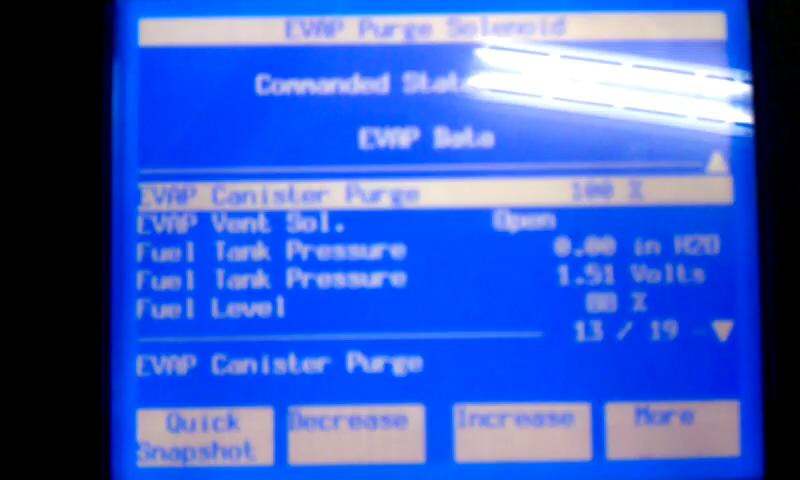 EVAP Purge Solenoid
Commanded State
EVAP Data
EVAP Canister Purge 100 %
EVAP Vent Sol. Open
Fuel Tank Pressure 0.00 in H2O
Fuel Tank Pressure 1.51 Volts
Fuel Level %
13 / 19
EVAP Canister Purge
Quick Snapshot
Decrease
Increase
More